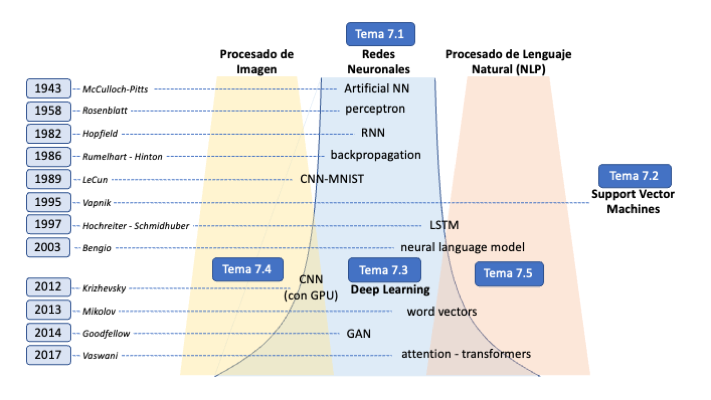 Tema 7.1
Procesado de Imagen
Redes Neuronales
Procesado de Lenguaje Natural (NLP)
1943 McCulloch-Pitts Artificial NN
1958 Rosenblatt perceptron
1982 Hopfield RNN
1986 Rumelhart - Hinton backpropagation
1989 LeCun CNN-MNIST
Tema 7.2
1995 Vapnik Support Vector Machines
1997 Hochreiter - Schmidhuber LSTM
2003 Bengio neural language model
Tema 7.4
Tema 7.3
Tema 7.5
Deep Learning
2012 Krizhevsky CNN (con GPU)
2013 Mikolov word vectors
2014 Goodfellow GAN
2017 Vaswani attention - transformers